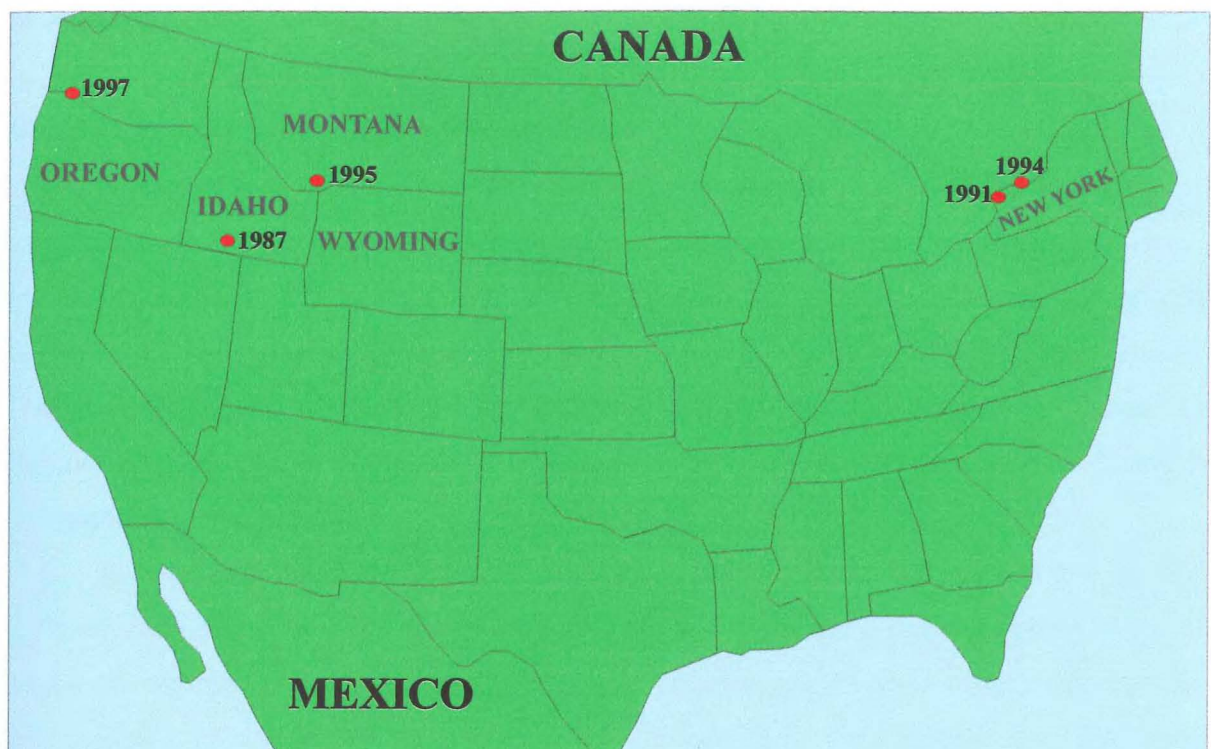 CANADA
1997
MONTANA
OREGON
1995
1994
1991
NEW YORK
IDAHO
1987
WYOMING
MEXICO